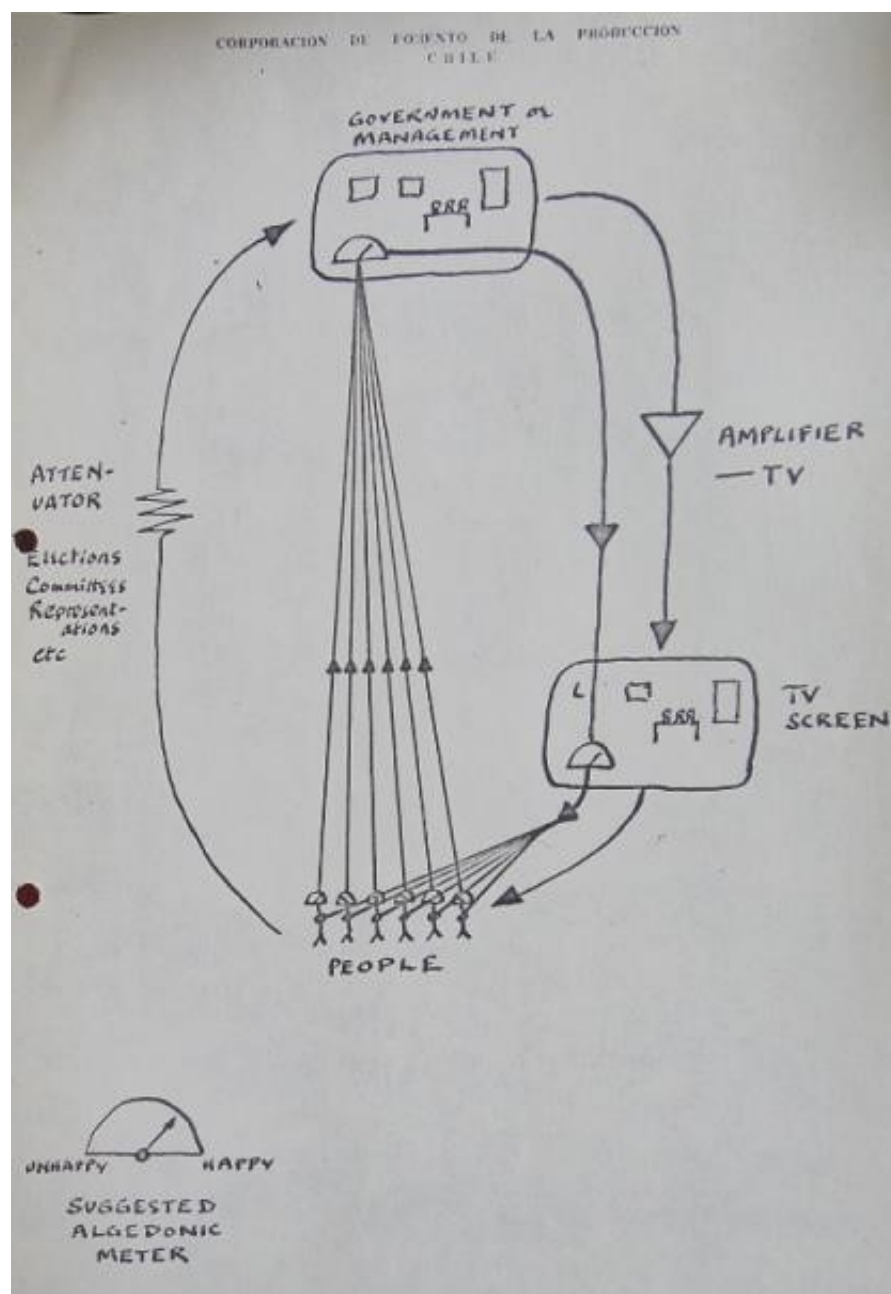 CORPORACION DE FOMENTO DE LA PRODUCCION
CHILE
GOVERNMENT or
MANAGEMENT
AMPLIFIER
— TV
ATTEN-
UATOR
Elections
Committees
Represent-
ations
etc
TV
SCREEN
PEOPLE
UNHAPPY HAPPY
SUGGESTED
ALGEDONIC
METER